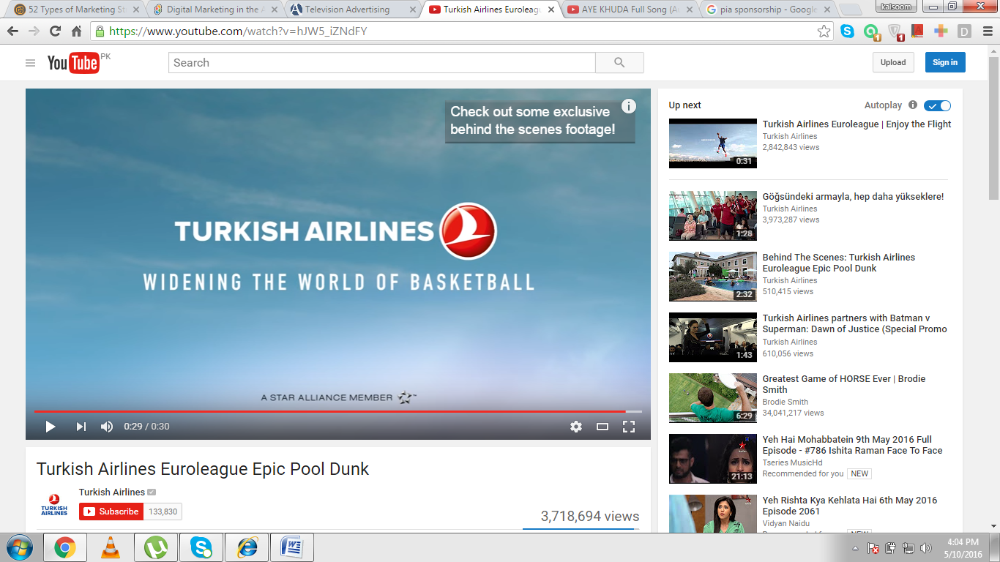 52 Types of Marketing St
Digital Marketing in the A
Television Advertising
Turkish Airlines Euroleagu
AYE KHUDA Full Song (A
pia sponsorship - Google
kalsoom
https://www.youtube.com/watch?v=hJW5_iZNdFY
1
1
D
YouTube PK
Search
Upload
Sign in
Check out some exclusive
behind the scenes footage!
TURKISH AIRLINES
WIDENING THE WORLD OF BASKETBALL
A STAR ALLIANCE MEMBER
0:29 / 0:30
Turkish Airlines Euroleague Epic Pool Dunk
TURKISH
AIRLINES
Turkish Airlines
Subscribe 133,830
3,718,694 views
Up next
Autoplay
Turkish Airlines Euroleague | Enjoy the Flight
Turkish Airlines
2,842,843 views
0:31
Göğsündeki armayla, hep daha yükseklere!
Turkish Airlines
3,973,287 views
1:28
Behind The Scenes: Turkish Airlines
Euroleague Epic Pool Dunk
Turkish Airlines
510,415 views
2:32
Turkish Airlines partners with Batman v
Superman: Dawn of Justice (Special Promo
Turkish Airlines
610,056 views
1:43
Greatest Game of HORSE Ever | Brodie
Smith
Brodie Smith
34,041,217 views
6:29
Yeh Hai Mohabbatein 9th May 2016 Full
Episode - #786 Ishita Raman Face To Face
Tseries MusicHd
Recommended for you NEW
21:13
Yeh Rishta Kya Kehlata Hai 6th May 2016
Episode 2061
Vidyan Naidu
4:04 PM
5/10/2016